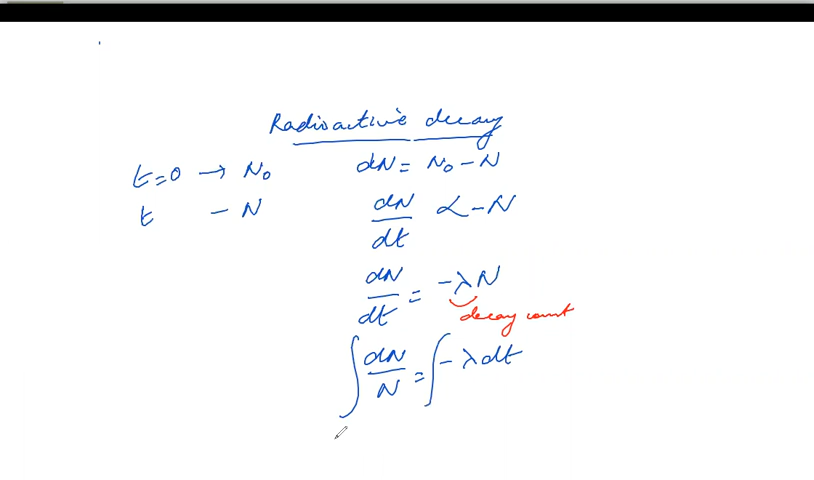 Radioactive decay
t=0 → N₀
dN = N₀ - N
t - N
dN/dt ∝ -N
dN/dt = -λN
decay const
∫ dN/N = ∫ -λdt